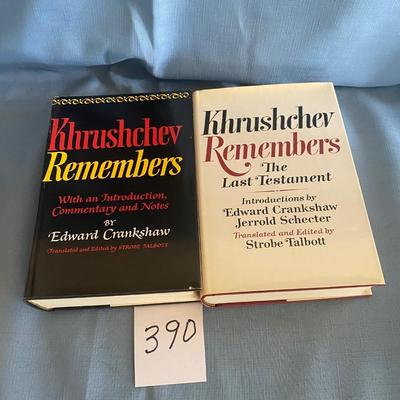 Khrushchev
Remembers
With an Introduction,
Commentary and Notes
BY
Edward Crankshaw
Translated and Edited by STROBE TALBOTT
Khrushchev
Remembers
The
Last Testament
Introductions by
Edward Crankshaw
Jerrold Schecter
Translated and Edited by
Strobe Talbott
390